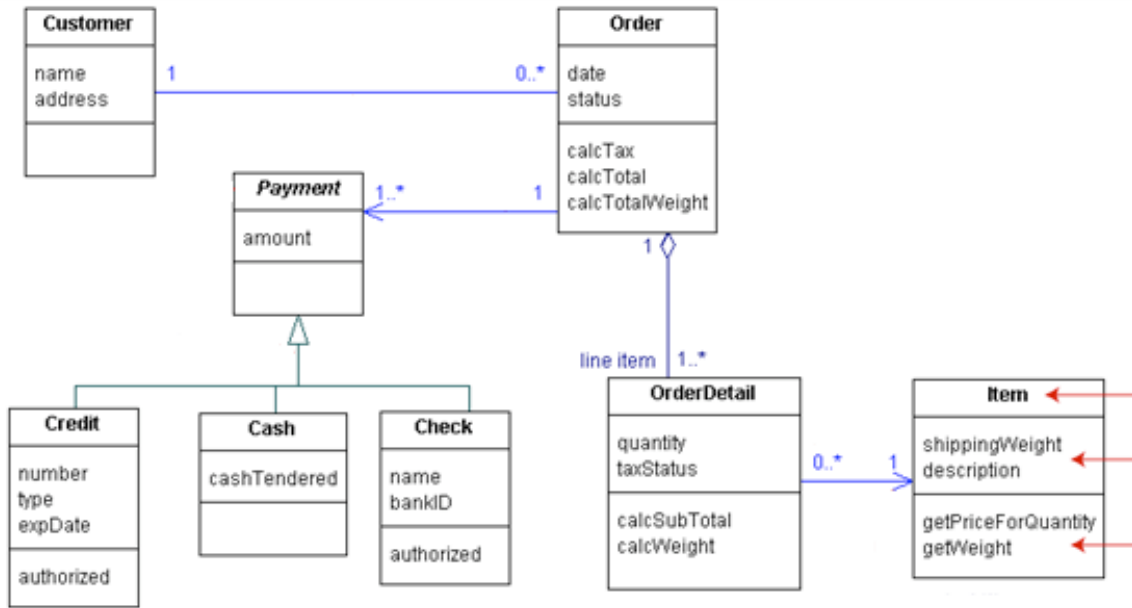 Customer
name
address
1
0..*
Order
date
status
calcTax
calcTotal
calcTotalWeight
Payment
amount
1..*
1
1
line item
1..*
Credit
number
type
expDate
authorized
Cash
cashTendered
Check
name
bankID
authorized
OrderDetail
quantity
taxStatus
calcSubTotal
calcWeight
0..*
1
Item
shippingWeight
description
getPriceForQuantity
getWeight